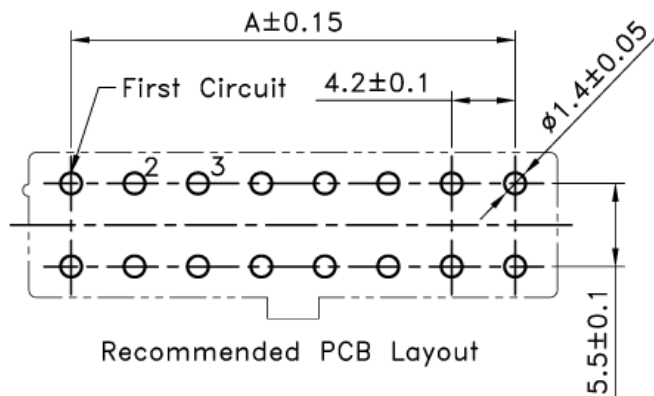 A±0.15
First Circuit
4.2±0.1
ø1.4±0.05
2
3
5.5±0.1
Recommended PCB Layout